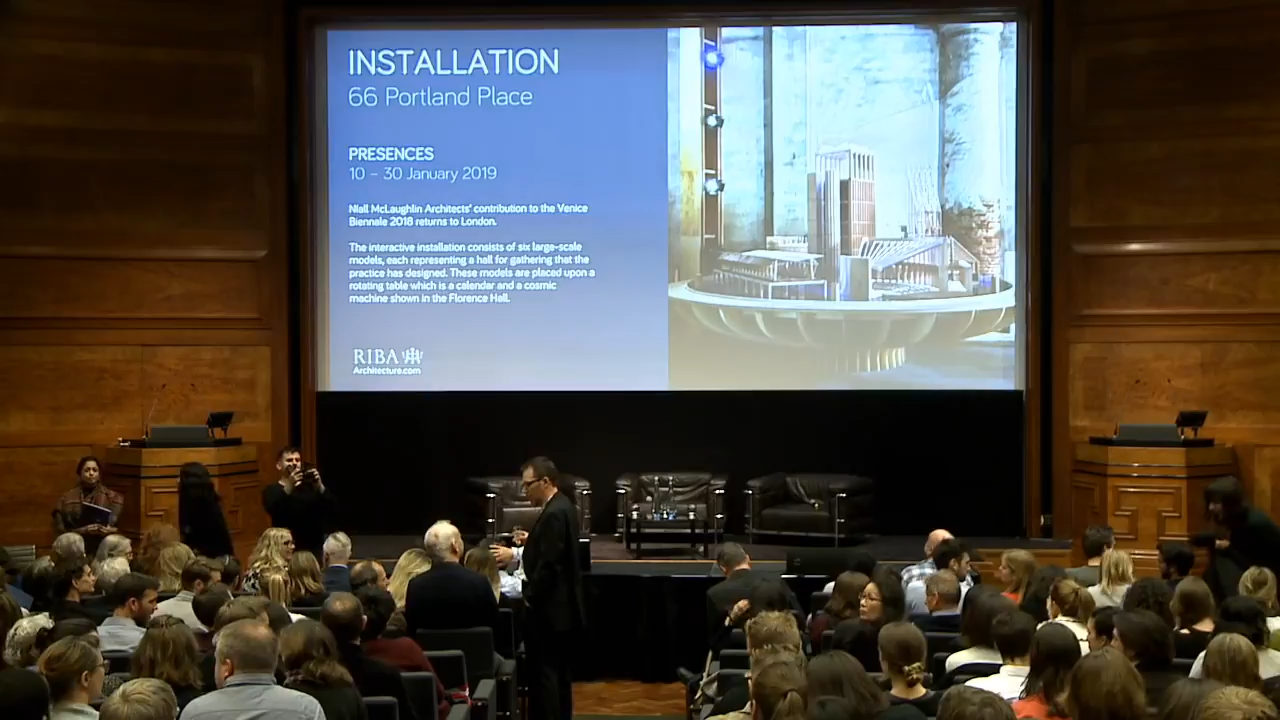 INSTALLATION
66 Portland Place
PRESENCES
10 – 30 January 2019
Niall McLaughlin Architects' contribution to the Venice
Biennale 2018 returns to London.
The interactive installation consists of six large-scale
models, each representing a hall for gathering that the
practice has designed. These models are placed upon a
rotating table which is a calendar and a cosmic
machine shown in the Florence Hall.
RIBA
Architecture.com